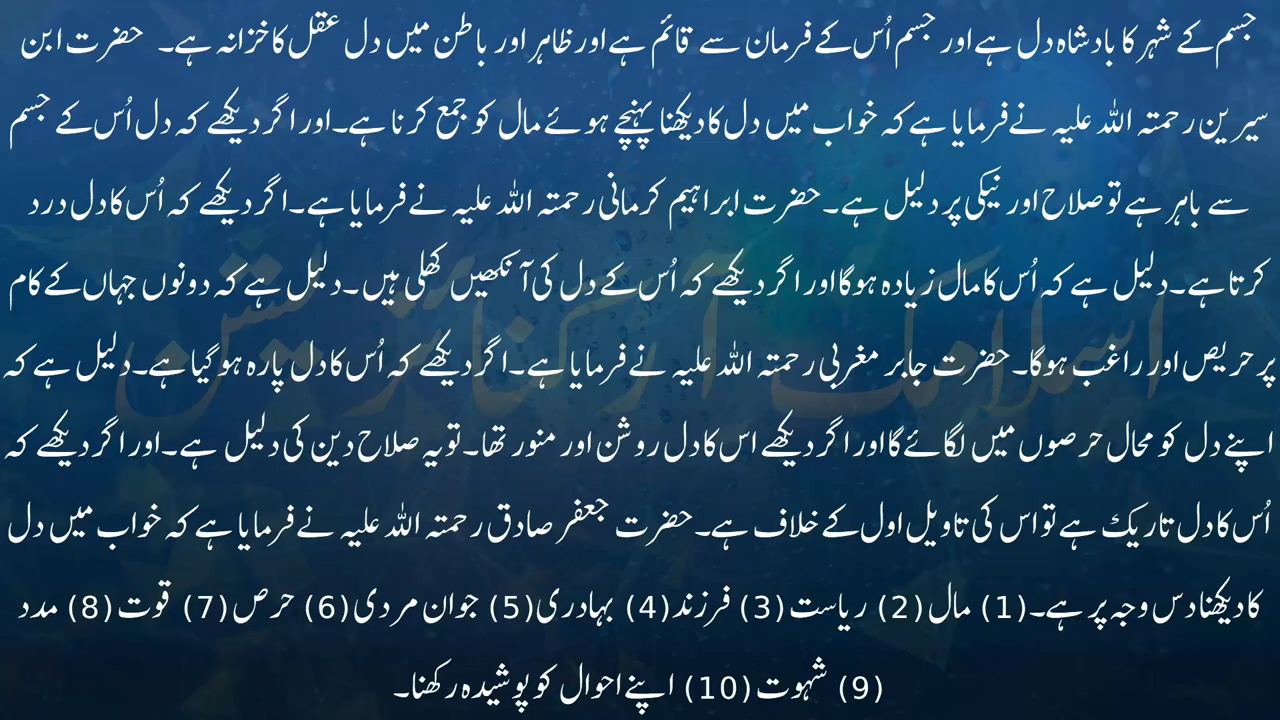 جسم کے شہر کا بادشاہ دل ہے اور جسم اُس کے فرمان سے قائم ہے اور ظاہر اور باطن میں دل عقل کا خزانہ ہے۔ حضرت ابن
سیرین رحمتہ اللہ علیہ نے فرمایا ہے کہ خواب میں دل کا دیکھنا پہنچے ہوئے مال کو جمع کرنا ہے۔ اور اگر دیکھے کہ دل اُس کے جسم
سے باہر ہے تو صلاح اور نیکی پر دلیل ہے۔ حضرت ابراہیم کرمانی رحمتہ اللہ علیہ نے فرمایا ہے۔ اگر دیکھے کہ اُس کا دل درد
کرتا ہے۔ دلیل ہے کہ اُس کا مال زیادہ ہوگا اور اگر دیکھے کہ اُس کے دل کی آنکھیں کھلی ہیں۔ دلیل ہے کہ دونوں جہاں کے کام
پر حریص اور راغب ہوگا۔ حضرت جابر مغربی رحمتہ اللہ علیہ نے فرمایا ہے۔ اگر دیکھے کہ اُس کا دل پارہ ہو گیا ہے۔ دلیل ہے کہ
اپنے دل کو محال حرصوں میں لگائے گا اور اگر دیکھے اس کا دل روشن اور منور تھا۔ تو یہ صلاح دین کی دلیل ہے۔ اور اگر دیکھے کہ
اُس کا دل تاریك ہے تو اس کی تاویل اول کے خلاف ہے۔ حضرت جعفر صادق رحمتہ اللہ علیہ نے فرمایا ہے کہ خواب میں دل
کا دیکھنا دس وجہ پر ہے۔ (1) مال (2) ریاست (3) فرزند (4) بہادری (5) جوان مردی (6) حرص (7) قوت (8) مدد
(9) شہوت (10) اپنے احوال کو پوشیدہ رکھنا۔
اسلامک آرگنائزیشن